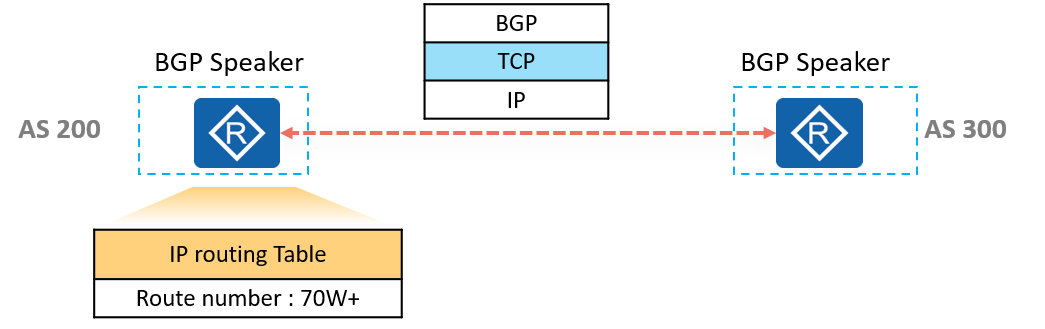 BGP
TCP
IP
BGP Speaker
BGP Speaker
AS 200
R
R
AS 300
IP routing Table
Route number : 70W+